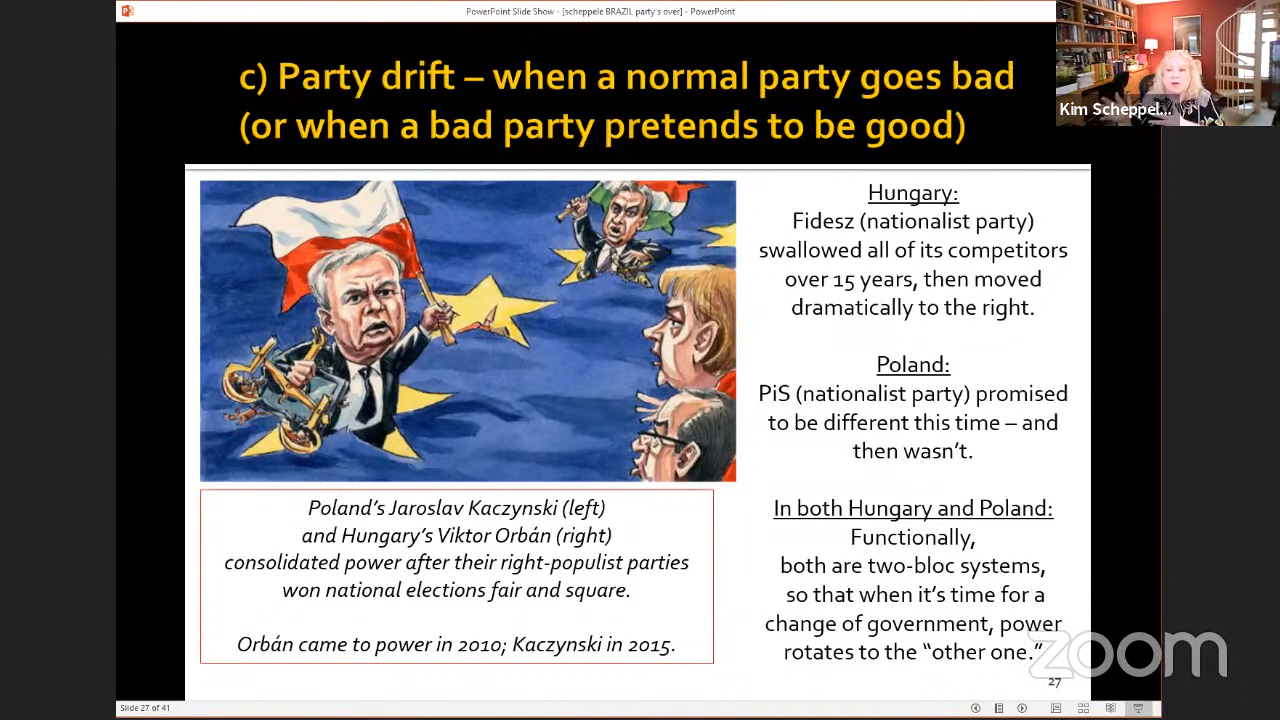 PowerPoint Slide Show - [scheppele BRAZIL party's over] - PowerPoint
c) Party drift – when a normal party goes bad
(or when a bad party pretends to be good)
Kim Scheppel...
Hungary:
Fidesz (nationalist party)
swallowed all of its competitors
over 15 years, then moved
dramatically to the right.
Poland:
PiS (nationalist party) promised
to be different this time – and
then wasn't.
In both Hungary and Poland:
Functionally,
both are two-bloc systems,
so that when it's time for a
change of government, power
rotates to the “other one.”
Poland's Jaroslav Kaczynski (left)
and Hungary's Viktor Orbán (right)
consolidated power after their right-populist parties
won national elections fair and square.
Orbán came to power in 2010; Kaczynski in 2015.
zoom
27
Slide 27 of 41